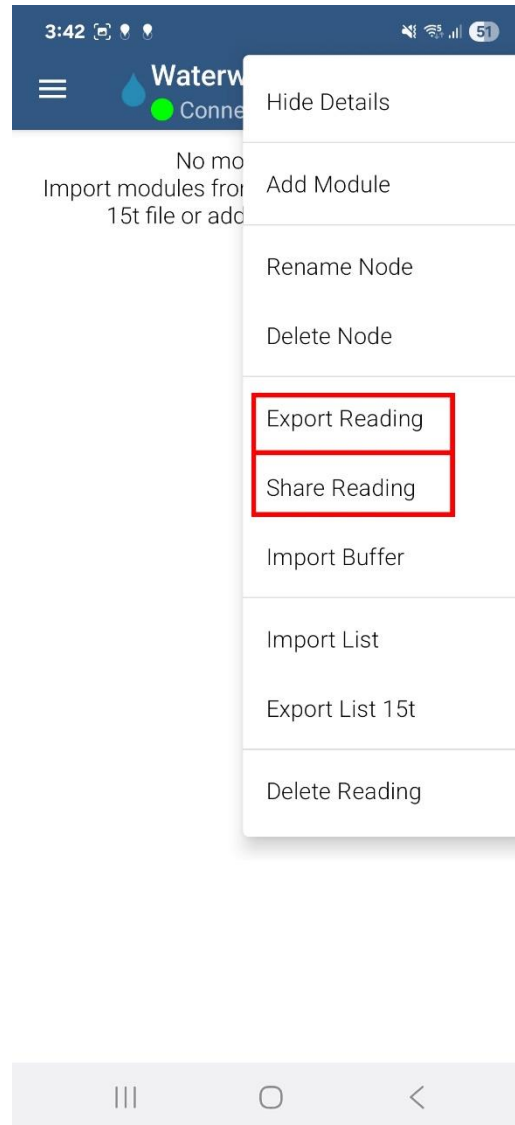 3:42
51
Waterw
Conne
No mo
Import modules fror
15t file or add
Hide Details
Add Module
Rename Node
Delete Node
Export Reading
Share Reading
Import Buffer
Import List
Export List 15t
Delete Reading